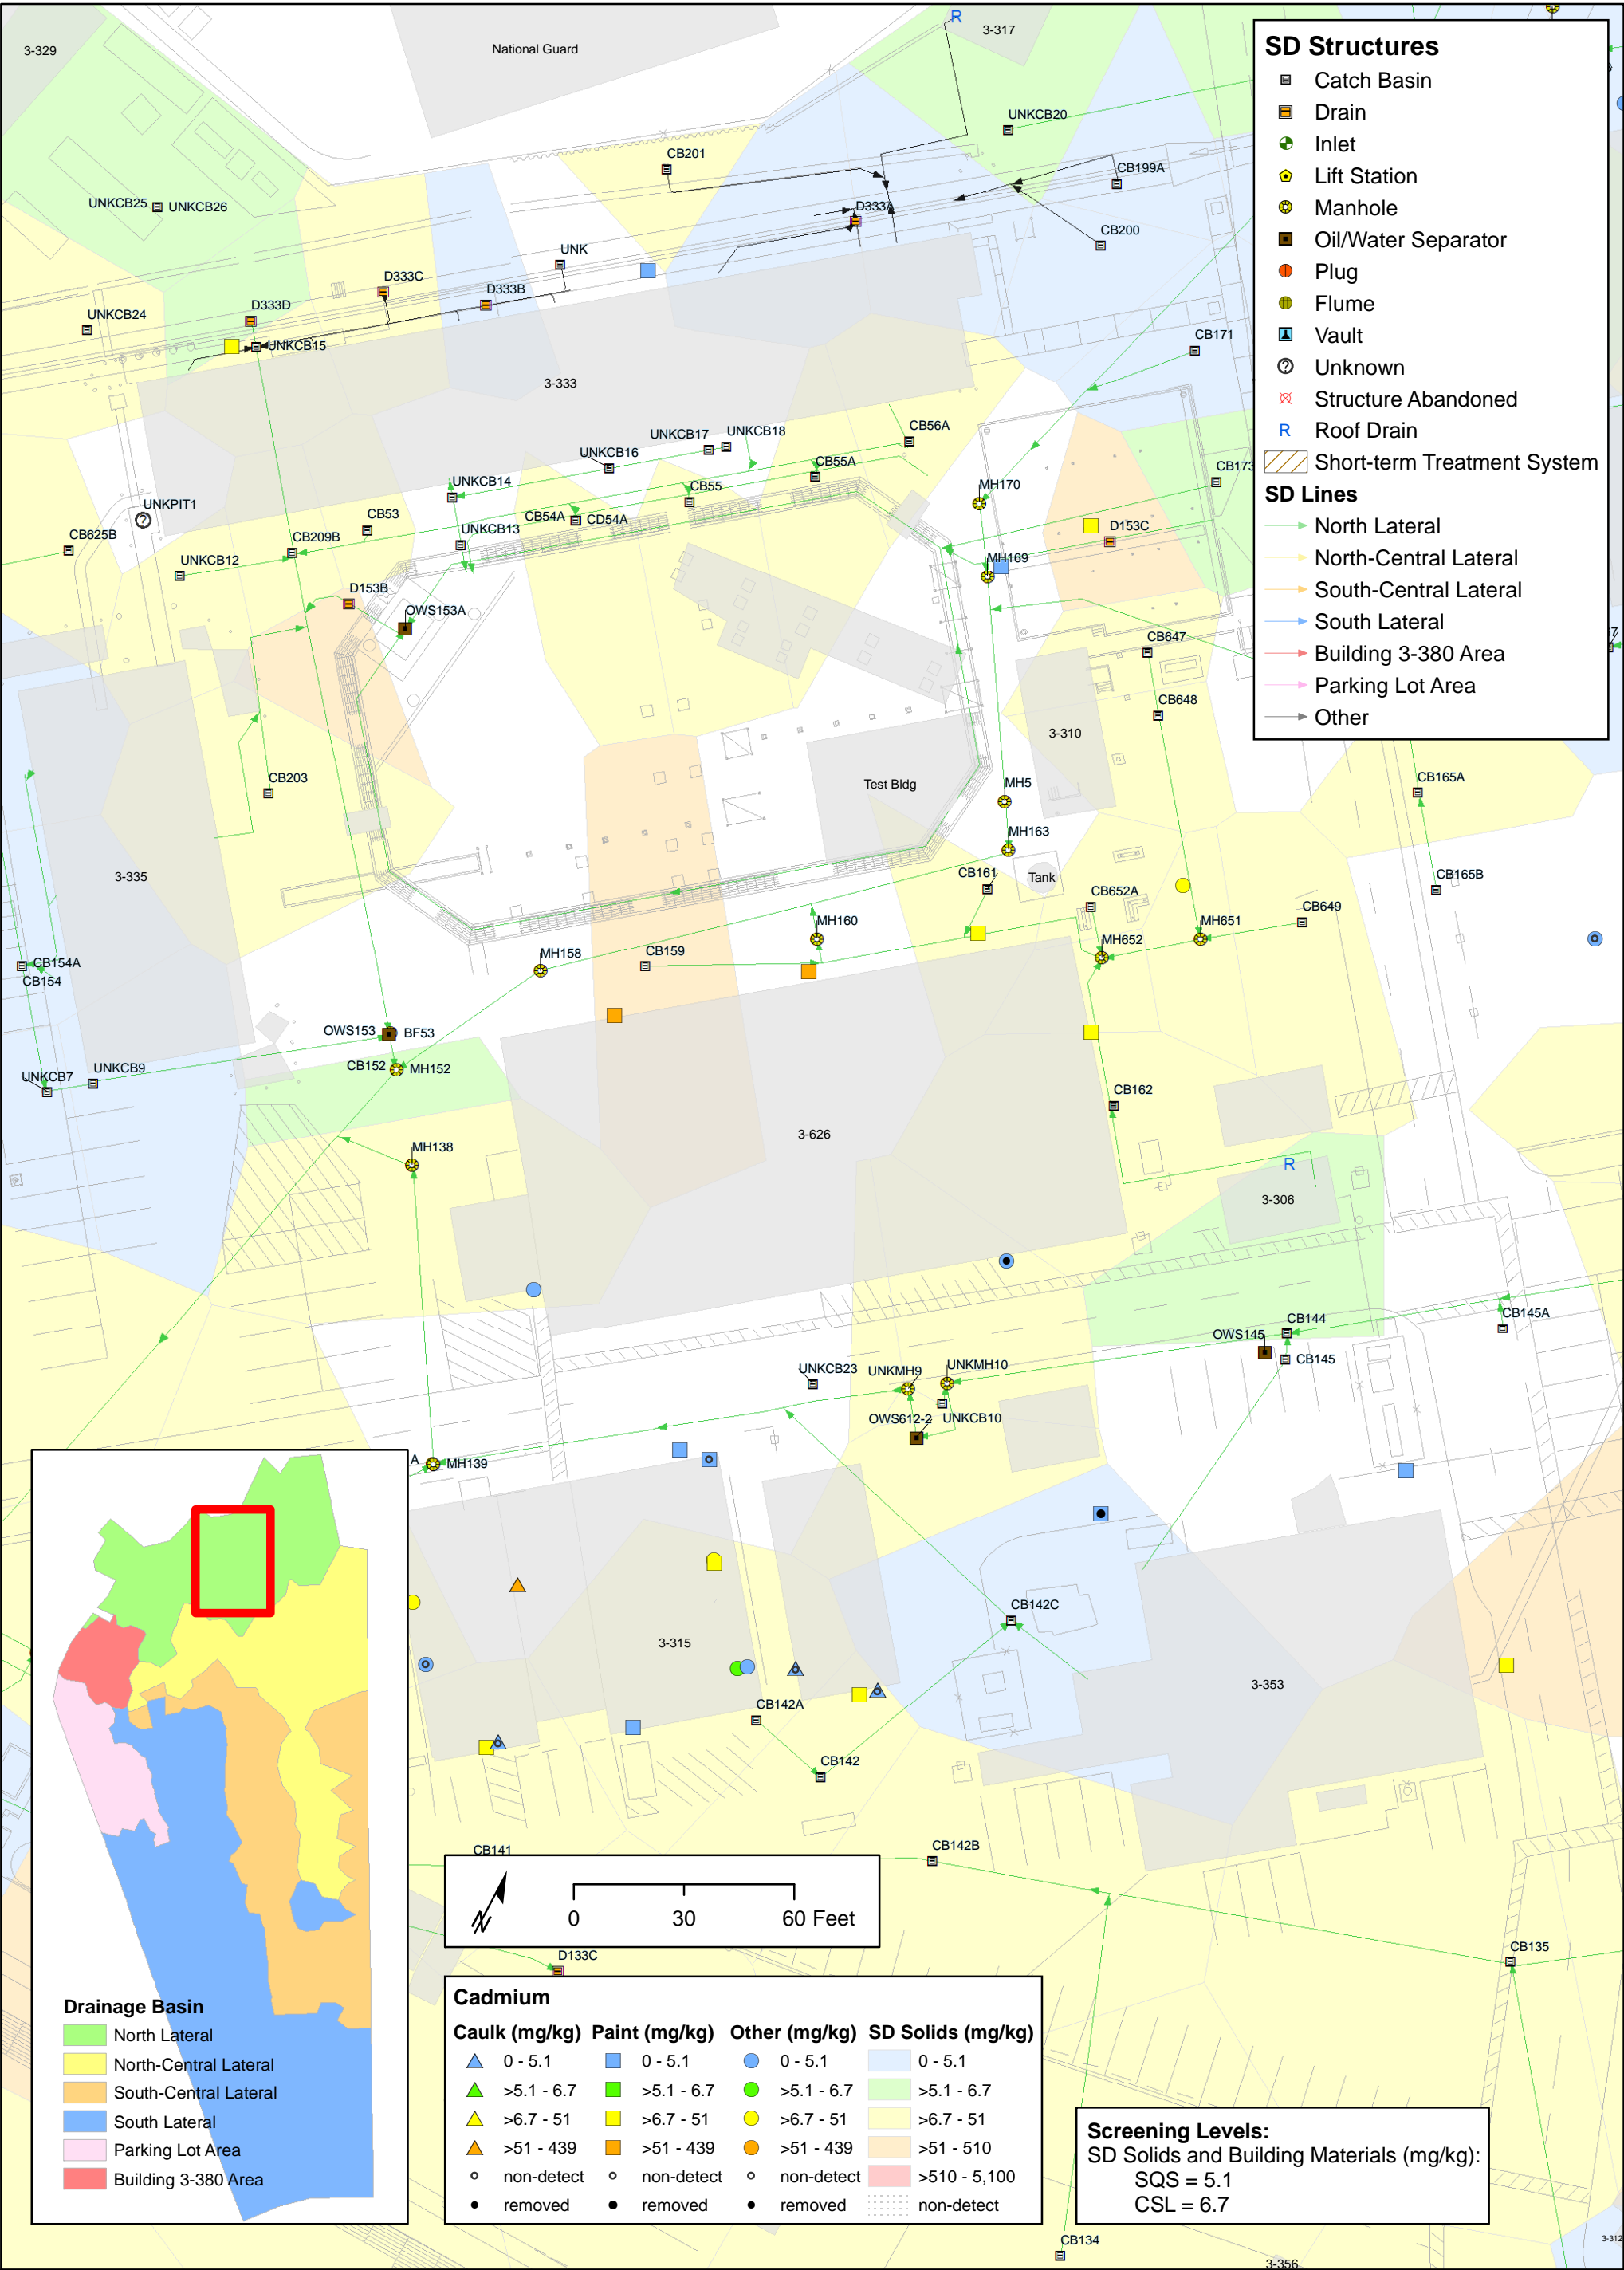 3-329
National Guard
3-317
R
UNKCB20
CB201
CB199A
UNKCB25
UNKCB26
D333A
CB200
UNK
D333C
D333B
D333D
UNKCB24
UNKCB15
CB171
3-333
CB56A
UNKCB17
UNKCB18
UNKCB16
CB55A
CB173
UNKCB14
CB55
MH170
UNKPIT1
CB54A
CD54A
CB53
UNKCB13
D153C
CB625B
CB209B
MH169
UNKCB12
D153B
OWS153A
CB647
CB648
3-310
CB203
Test Bldg
MH5
CB165A
MH163
3-335
CB161
Tank
CB165B
CB652A
MH160
MH651
CB649
MH158
CB159
MH652
CB154A
CB154
OWS153
BF53
CB152
MH152
UNKCB7
UNKCB9
CB162
3-626
MH138
R
3-306
CB145A
CB144
OWS145
CB145
UNKCB23
UNKMH9
UNKMH10
OWS612-2
UNKCB10
A
MH139
CB142C
3-315
3-353
CB142A
CB142
CB141
CB142B
D133C
CB135
CB134
3-356
3-312
SD Structures
Catch Basin
Drain
Inlet
Lift Station
Manhole
Oil/Water Separator
Plug
Flume
Vault
? Unknown
Structure Abandoned
R Roof Drain
Short-term Treatment System
SD Lines
North Lateral
North-Central Lateral
South-Central Lateral
South Lateral
Building 3-380 Area
Parking Lot Area
Other
Drainage Basin
North Lateral
North-Central Lateral
South-Central Lateral
South Lateral
Parking Lot Area
Building 3-380 Area
N
0 30 60 Feet
Cadmium
Caulk (mg/kg) Paint (mg/kg) Other (mg/kg) SD Solids (mg/kg)
0 - 5.1 0 - 5.1 0 - 5.1 0 - 5.1
>5.1 - 6.7 >5.1 - 6.7 >5.1 - 6.7 >5.1 - 6.7
>6.7 - 51 >6.7 - 51 >6.7 - 51 >6.7 - 51
>51 - 439 >51 - 439 >51 - 439 >51 - 510
non-detect non-detect non-detect >510 - 5,100
removed removed removed non-detect
Screening Levels:
SD Solids and Building Materials (mg/kg):
SQS = 5.1
CSL = 6.7